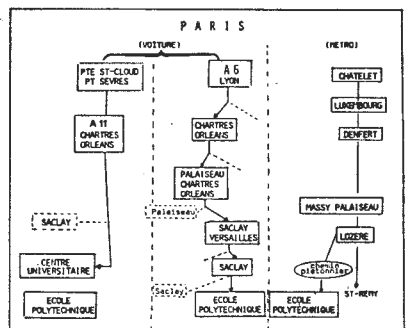 PARIS
(VOITURE)
(METRO)
PTE ST-CLOUD
PT SEVRES
A 11
CHARTRES
ORLEANS
SACLAY
CENTRE
UNIVERSITAIRE
ECOLE
POLYTECHNIQUE
A 6
LYON
CHARTRES
ORLEANS
PALAISEAU
CHARTRES
ORLEANS
Palaiseau
SACLAY
VERSAILLES
SACLAY
Saclay
ECOLE
POLYTECHNIQUE
CHATELET
LUXEMBOURG
DENFERT
MASSY PALAISEAU
LOZERE
chemin
piétonnier
ST-REMY
ECOLE
POLYTECHNIQUE